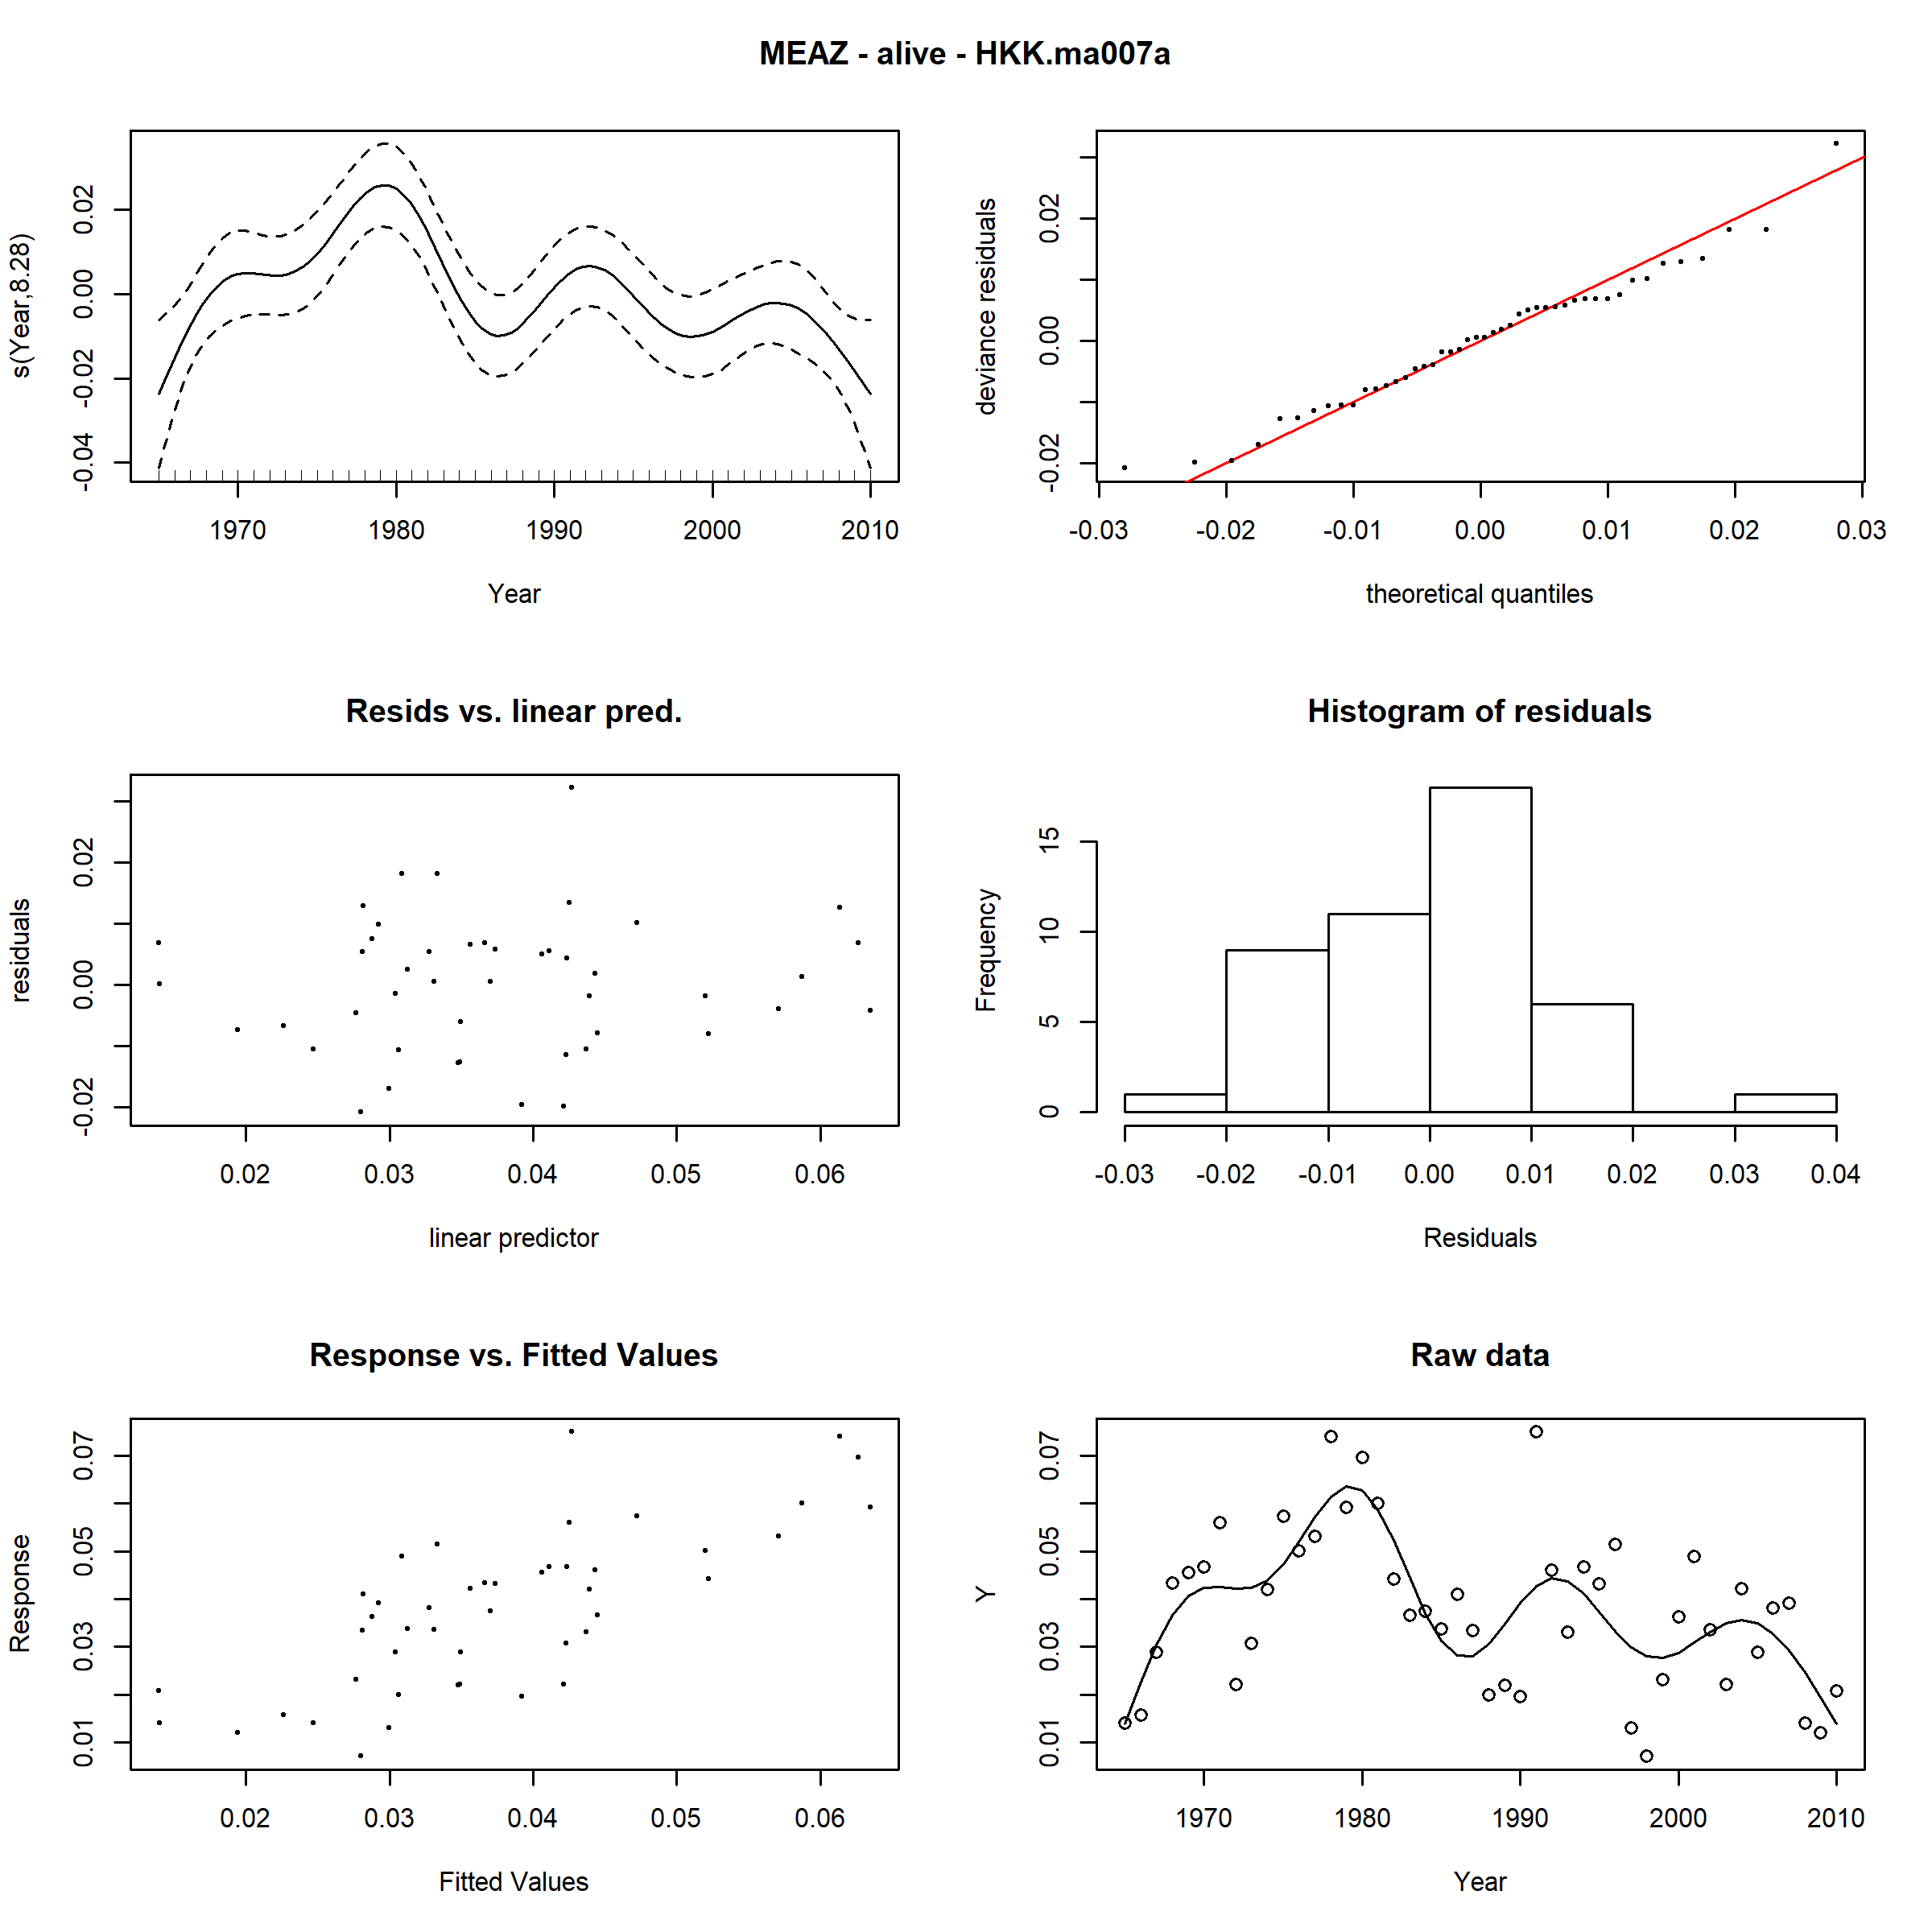 MEAZ - alive - HKK.ma007a
s(Year,8.28)
-0.04 -0.02 0.00 0.02
1970 1980 1990 2000 2010
Year
deviance residuals
-0.02 0.00 0.02
-0.03 -0.02 -0.01 0.00 0.01 0.02 0.03
theoretical quantiles
Resids vs. linear pred.
residuals
-0.02 0.00 0.02
0.02 0.03 0.04 0.05 0.06
linear predictor
Histogram of residuals
Frequency
0 5 10 15
-0.03 -0.02 -0.01 0.00 0.01 0.02 0.03 0.04
Residuals
Response vs. Fitted Values
Response
0.01 0.03 0.05 0.07
0.02 0.03 0.04 0.05 0.06
Fitted Values
Raw data
Y
0.01 0.03 0.05 0.07
1970 1980 1990 2000 2010
Year